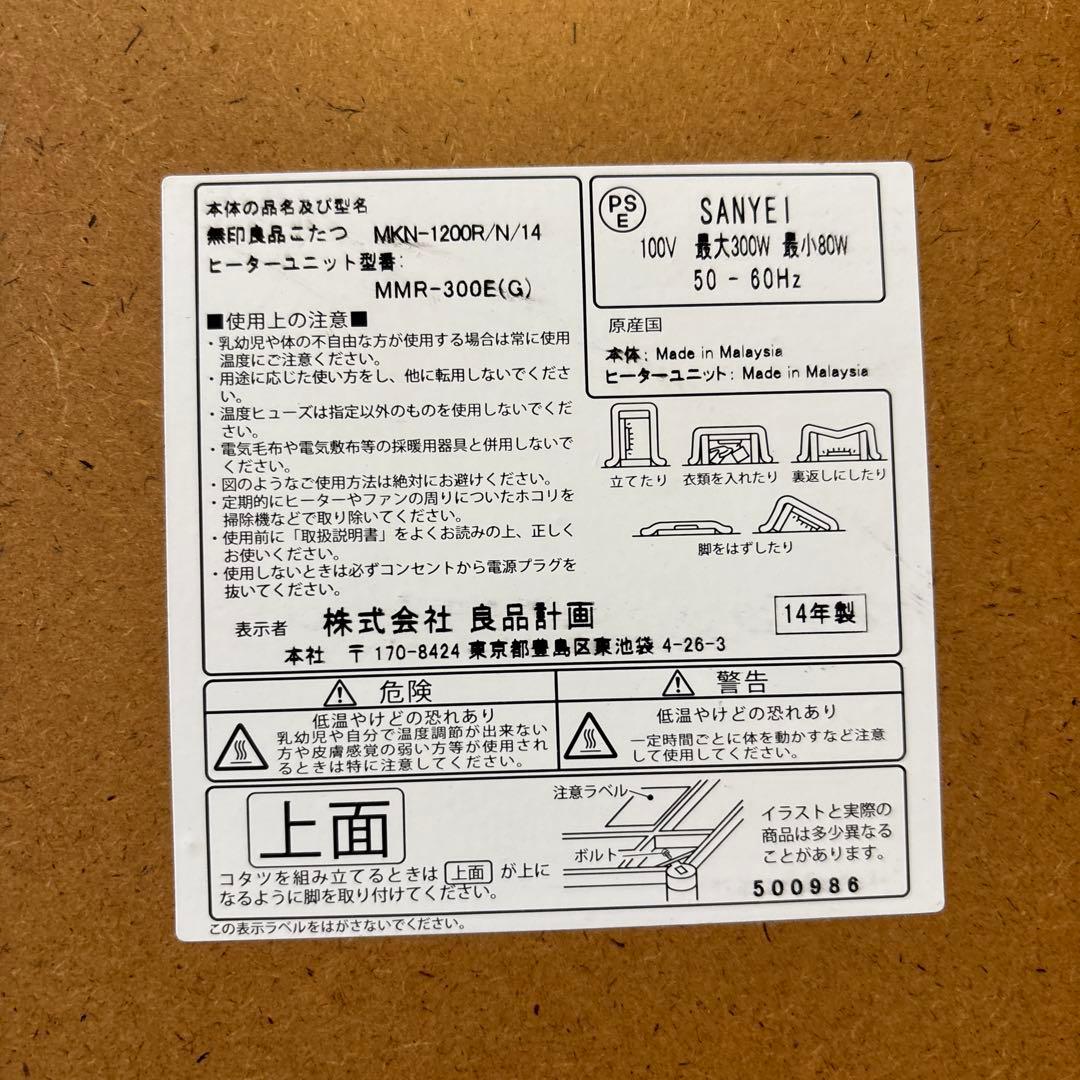 本体の品名及び型名
無印良品こたつ MKN-1200R/N/14
ヒーターユニット型番:
MMR-300E(G)
■使用上の注意■
・乳幼児や体の不自由な方が使用する場合は常に使用
温度にご注意ください。
・用途に応じた使い方をし、他に転用しないでくださ
い。
・温度ヒューズは指定以外のものを使用しないでくだ
さい。
・電気毛布や電気敷布等の採暖用器具と併用しないで
ください。
・図のようなご使用方法は絶対にお避けください。
・定期的にヒーターやファンの周りについたホコリを
掃除機などで取り除いてください。
・使用前に「取扱説明書」をよくお読みの上、正しく
お使いください。
・使用しないときは必ずコンセントから電源プラグを
抜いてください。
PS
E
SANYEI
100V 最大300W 最小80W
50 - 60Hz
原産国
本体: Made in Malaysia
ヒーターユニット: Made in Malaysia
立てたり 衣類を入れたり 裏返しにしたり
脚をはずしたり
表示者 株式会社 良品計画
14年製
本社 〒170-8424 東京都豊島区東池袋 4-26-3
危険
低温やけどの恐れあり
乳幼児や自分で温度調節が出来ない
方や皮膚感覚の弱い方等が使用され
るときは特に注意してください。
警告
低温やけどの恐れあり
一定時間ごとに体を動かすなど注意
して使用してください。
上面
コタツを組み立てるときは 上面 が上に
なるように脚を取り付けてください。
注意ラベル
ボルト
イラストと実際の
商品は多少異なる
ことがあります。
500986
この表示ラベルをはがさないでください。